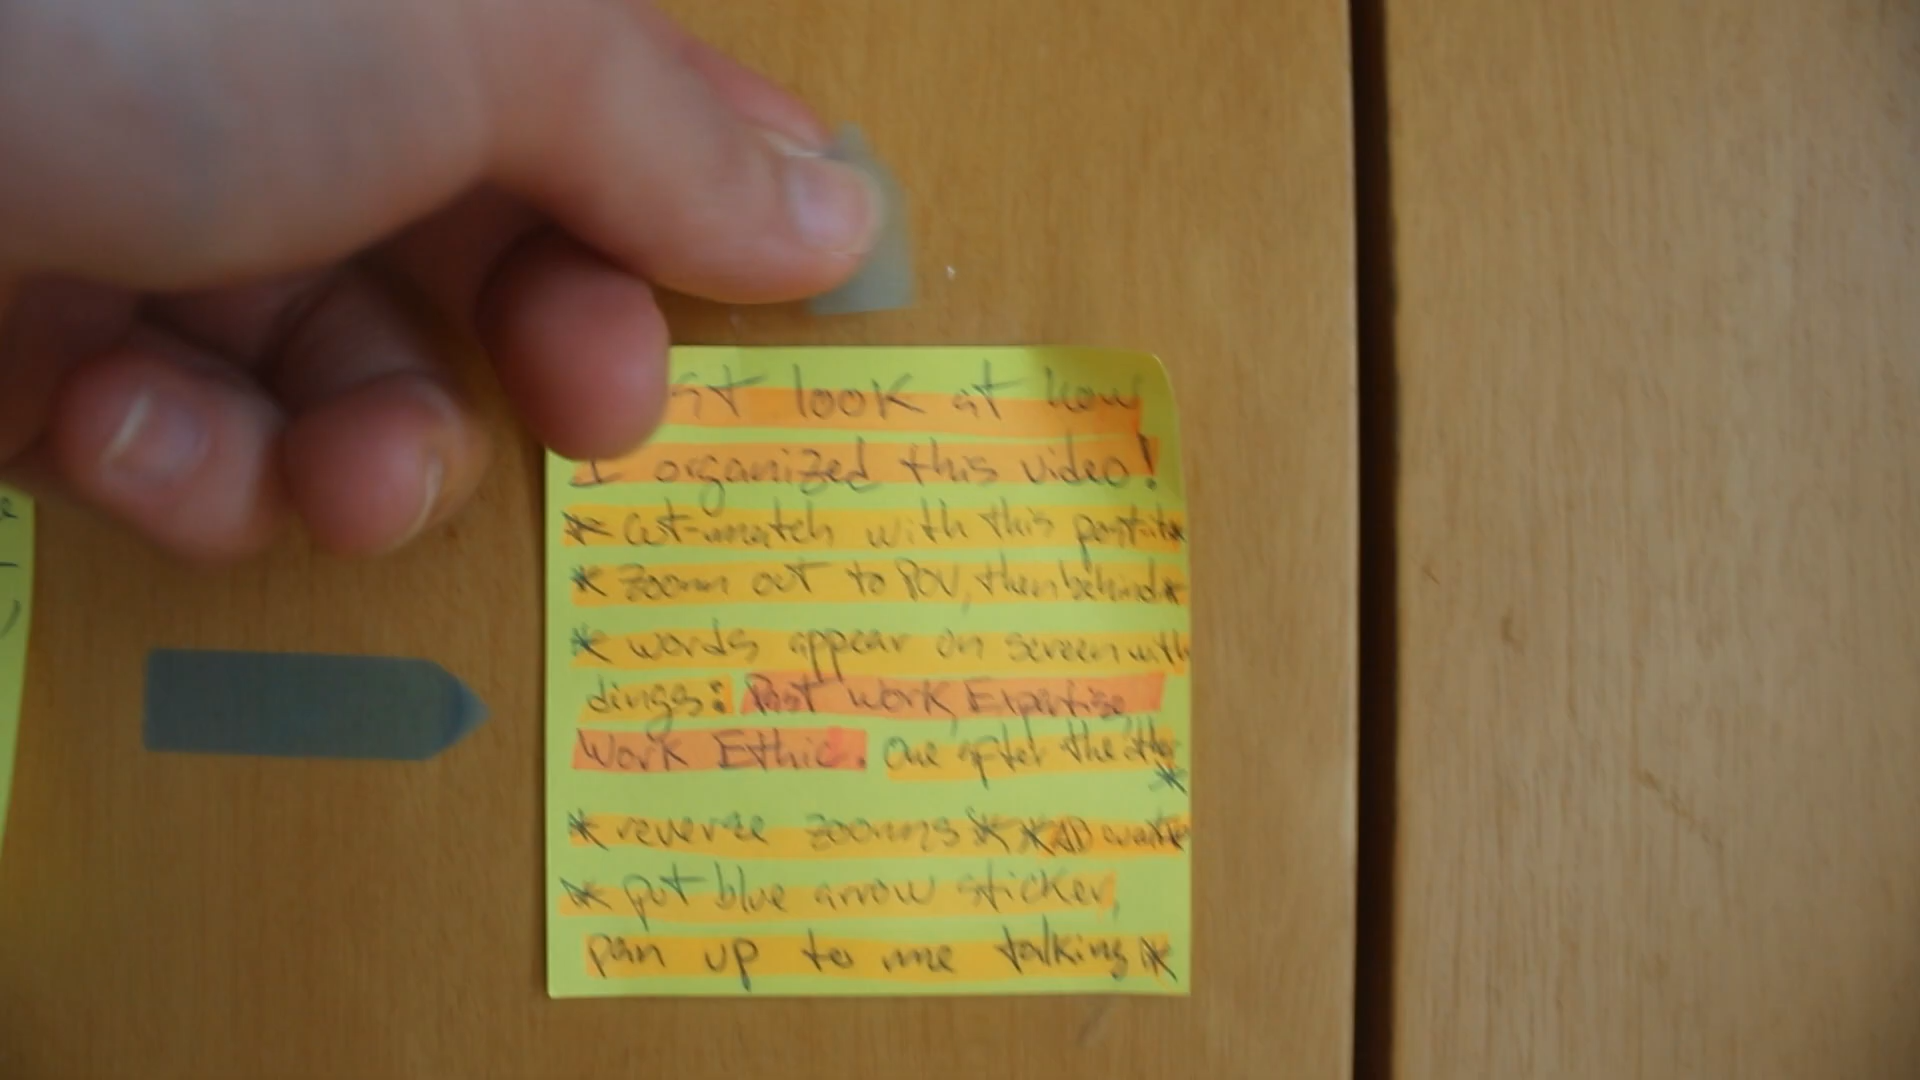 st look at how
I organized this video!
* cut-match with this post-it*
* zoom out to POV, then behind*
* words appear on screen with
dings: Past Work, Expertise,
Work Ethic. One after the other
*
* reverse zooms * *
* put blue arrow sticker,
pan up to me talking *